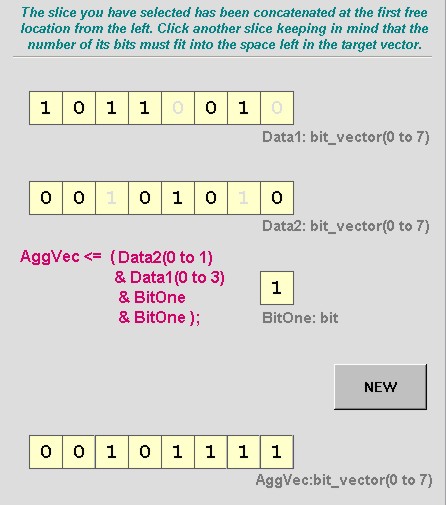 The slice you have selected has been concatenated at the first free
location from the left. Click another slice keeping in mind that the
number of its bits must fit into the space left in the target vector.
1 0 1 1 0 0 1 0
Data1: bit_vector(0 to 7)
0 0 1 0 1 0 1 0
Data2: bit_vector(0 to 7)
AggVec <= ( Data2(0 to 1)
& Data1(0 to 3)
& BitOne
& BitOne );
1
BitOne: bit
NEW
0 0 1 0 1 1 1 1
AggVec:bit_vector(0 to 7)